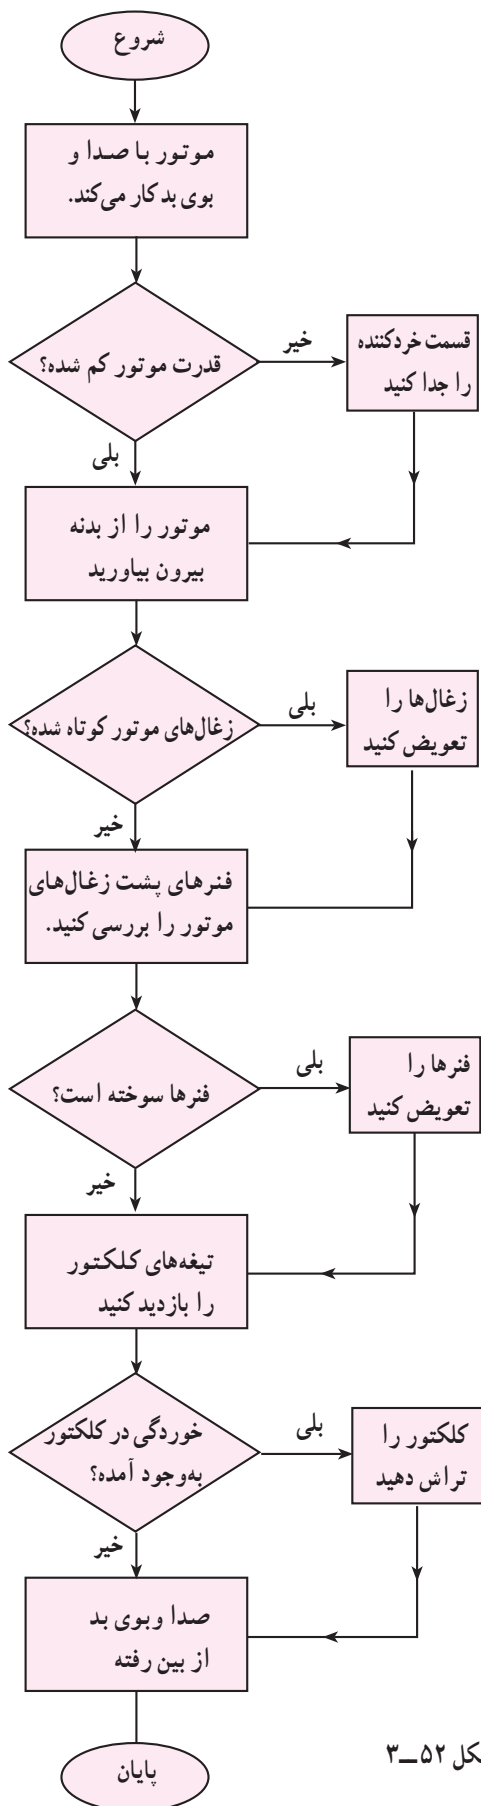 شروع
موتور با صدا و
بوی بد کار می‌کند.
قدرت موتور کم شده؟
خیر
قسمت خردکننده
را جدا کنید
بلی
موتور را از بدنه
بیرون بیاورید
زغال‌های موتور کوتاه شده؟
بلی
زغال‌ها را
تعویض کنید
خیر
فنرهای پشت زغال‌های
موتور را بررسی کنید.
فنرها سوخته است؟
بلی
فنرها را
تعویض کنید
خیر
تیغه‌های کلکتور
را بازدید کنید
خوردگی در کلکتور
به‌وجود آمده؟
بلی
کلکتور را
تراش دهید
خیر
صدا وبوی بد
از بین رفته
پایان
کل ۵۲ــ۳